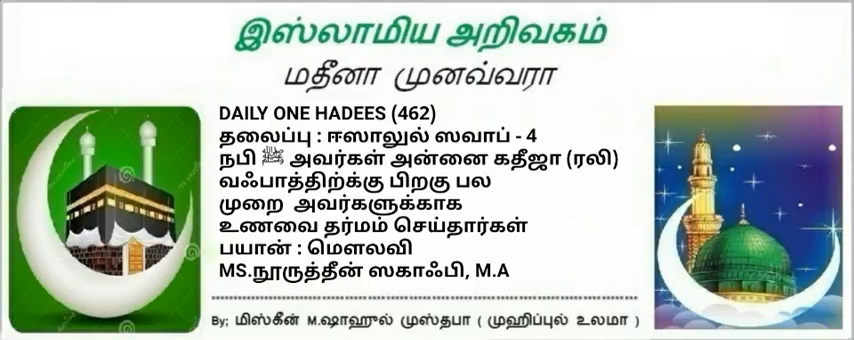 இஸ்லாமிய அறிவகம்
மதீனா முனவ்வரா
DAILY ONE HADEES (462)
தலைப்பு : ஈஸாலுல் ஸவாப் - 4
நபி ﷺ அவர்கள் அன்னை கதீஜா (ரலி)
வஃபாத்திற்க்கு பிறகு பல
முறை அவர்களுக்காக
உணவை தர்மம் செய்தார்கள்
பயான் : மௌலவி
MS.நூருத்தீன் ஸகாஃபி, M.A
By; மிஸ்கீன் M.ஷாஹுல் முஸ்தபா ( முஹிப்புல் உலமா )